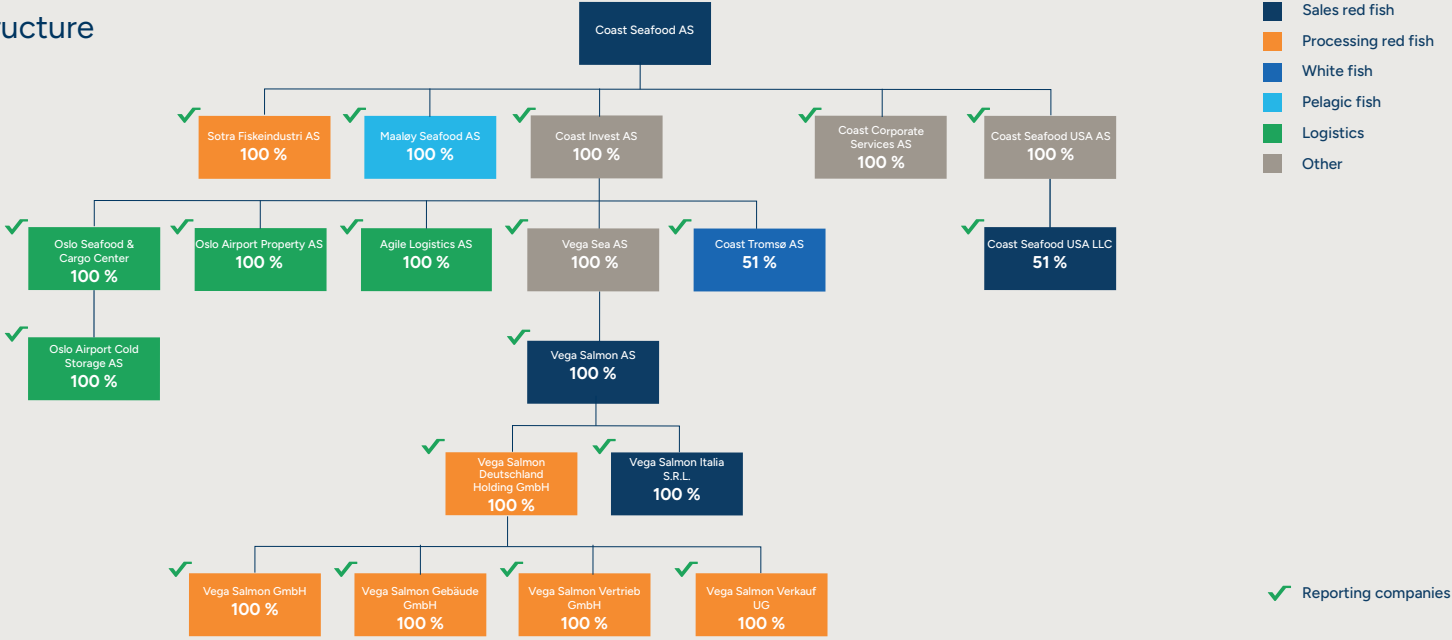 ucture
Coast Seafood AS
Sales red fish
Processing red fish
White fish
Pelagic fish
Logistics
Other
Sotra Fiskeindustri AS
100 %
Maaløy Seafood AS
100 %
Coast Invest AS
100 %
Coast Corporate
Services AS
100 %
Coast Seafood USA AS
100 %
Oslo Seafood &
Cargo Center
100 %
Oslo Airport Property AS
100 %
Agile Logistics AS
100 %
Vega Sea AS
100 %
Coast Tromsø AS
51 %
Coast Seafood USA LLC
51 %
Oslo Airport Cold
Storage AS
100 %
Vega Salmon AS
100 %
Vega Salmon
Deutschland
Holding GmbH
100 %
Vega Salmon Italia
S.R.L.
100 %
Vega Salmon GmbH
100 %
Vega Salmon Gebäude
GmbH
100 %
Vega Salmon Vertrieb
GmbH
100 %
Vega Salmon Verkauf
UG
100 %
Reporting companies